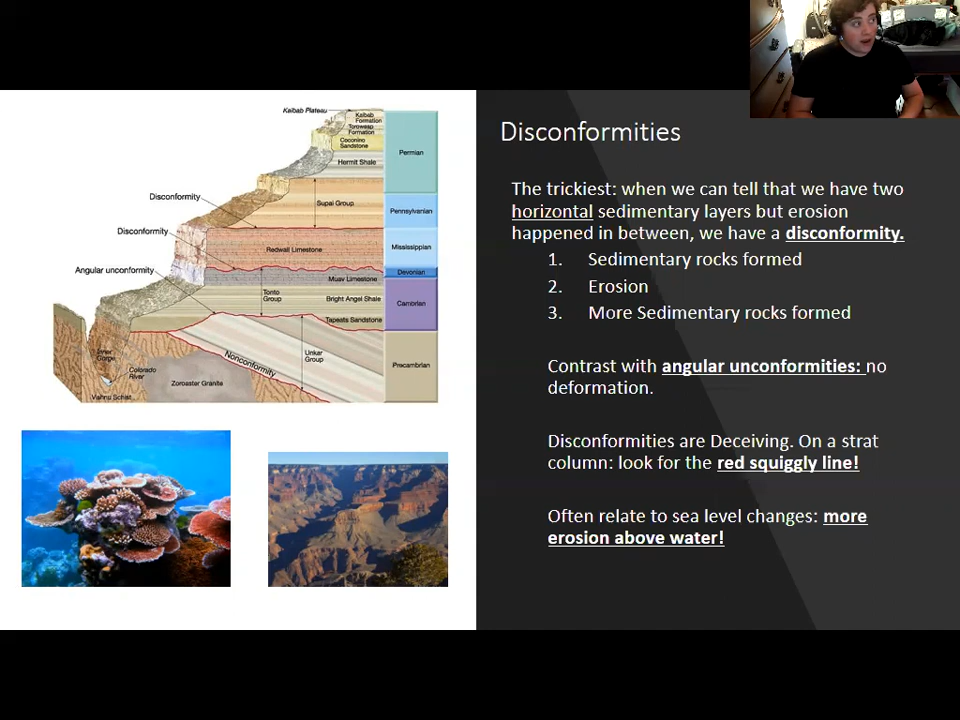 Kaibab Plateau
Kaibab
Formation
Toroweap
Formation
Coconino
Sandstone
Hermit Shale
Permian
Disconformity
Supai Group
Pennsylvanian
Disconformity
Redwall Limestone
Mississippian
Angular unconformity
Muav Limestone
Devonian
Tonto
Group
Bright Angel Shale
Cambrian
Tapeats Sandstone
Inner
Gorge
Colorado
River
Nonconformity
Unkar
Group
Precambrian
Zoroaster Granite
Vishnu Schist
Disconformities
The trickiest: when we can tell that we have two
horizontal sedimentary layers but erosion
happened in between, we have a disconformity.
1. Sedimentary rocks formed
2. Erosion
3. More Sedimentary rocks formed
Contrast with angular unconformities: no
deformation.
Disconformities are Deceiving. On a strat
column: look for the red squiggly line!
Often relate to sea level changes: more
erosion above water!